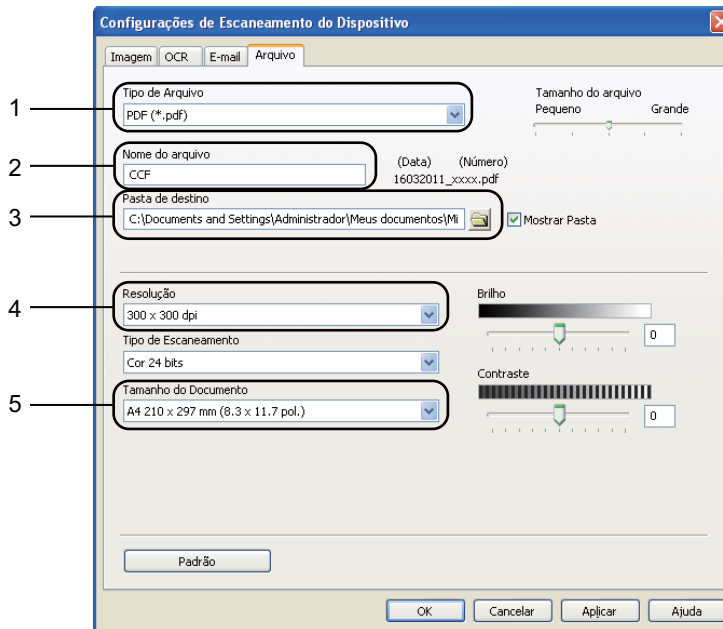 Configurações de Escaneamento do Dispositivo
Imagem OCR E-mail Arquivo
1
Tipo de Arquivo
PDF (*.pdf)
Tamanho do arquivo
Pequeno Grande
2
Nome do arquivo
CCF
(Data) (Número)
16032011_xxxx.pdf
3
Pasta de destino
C:\Documents and Settings\Administrador\Meus documentos\Mi
Mostrar Pasta
4
Resolução
300 x 300 dpi
Tipo de Escaneamento
Cor 24 bits
5
Tamanho do Documento
A4 210 x 297 mm (8.3 x 11.7 pol.)
Brilho
0
Contraste
0
Padrão
OK Cancelar Aplicar Ajuda